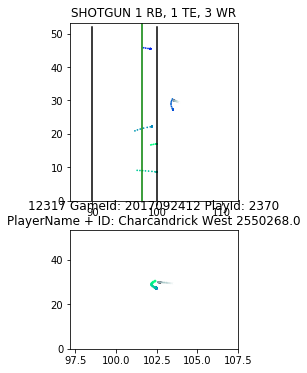 SHOTGUN 1 RB, 1 TE, 3 WR
50
40
30
20
10
0
90 100 110
12317 GameId: 2017092412 PlayId: 2370
PlayerName + ID: Charcandrick West 2550268.0
40
20
0
97.5 100.0 102.5 105.0 107.5